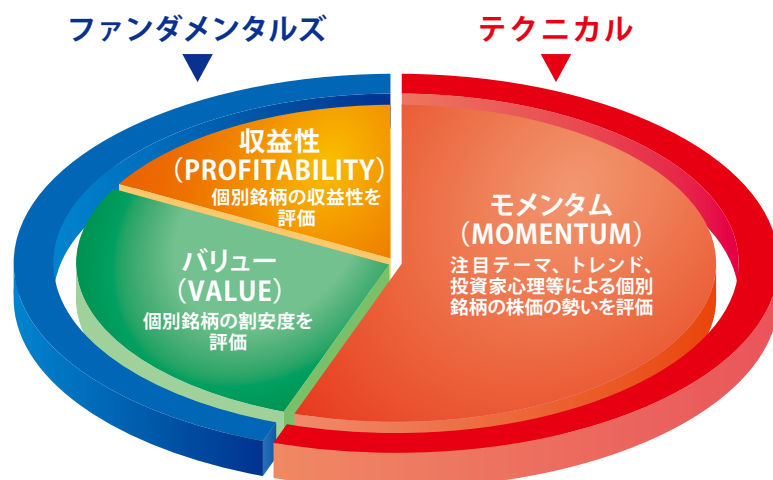 ファンダメンタルズ
テクニカル
収益性
（PROFITABILITY）
個別銘柄の収益性を
評価
バリュー
（VALUE）
個別銘柄の割安度を
評価
モメンタム
（MOMENTUM）
注目テーマ、トレンド、
投資家心理等による個別
銘柄の株価の勢いを評価